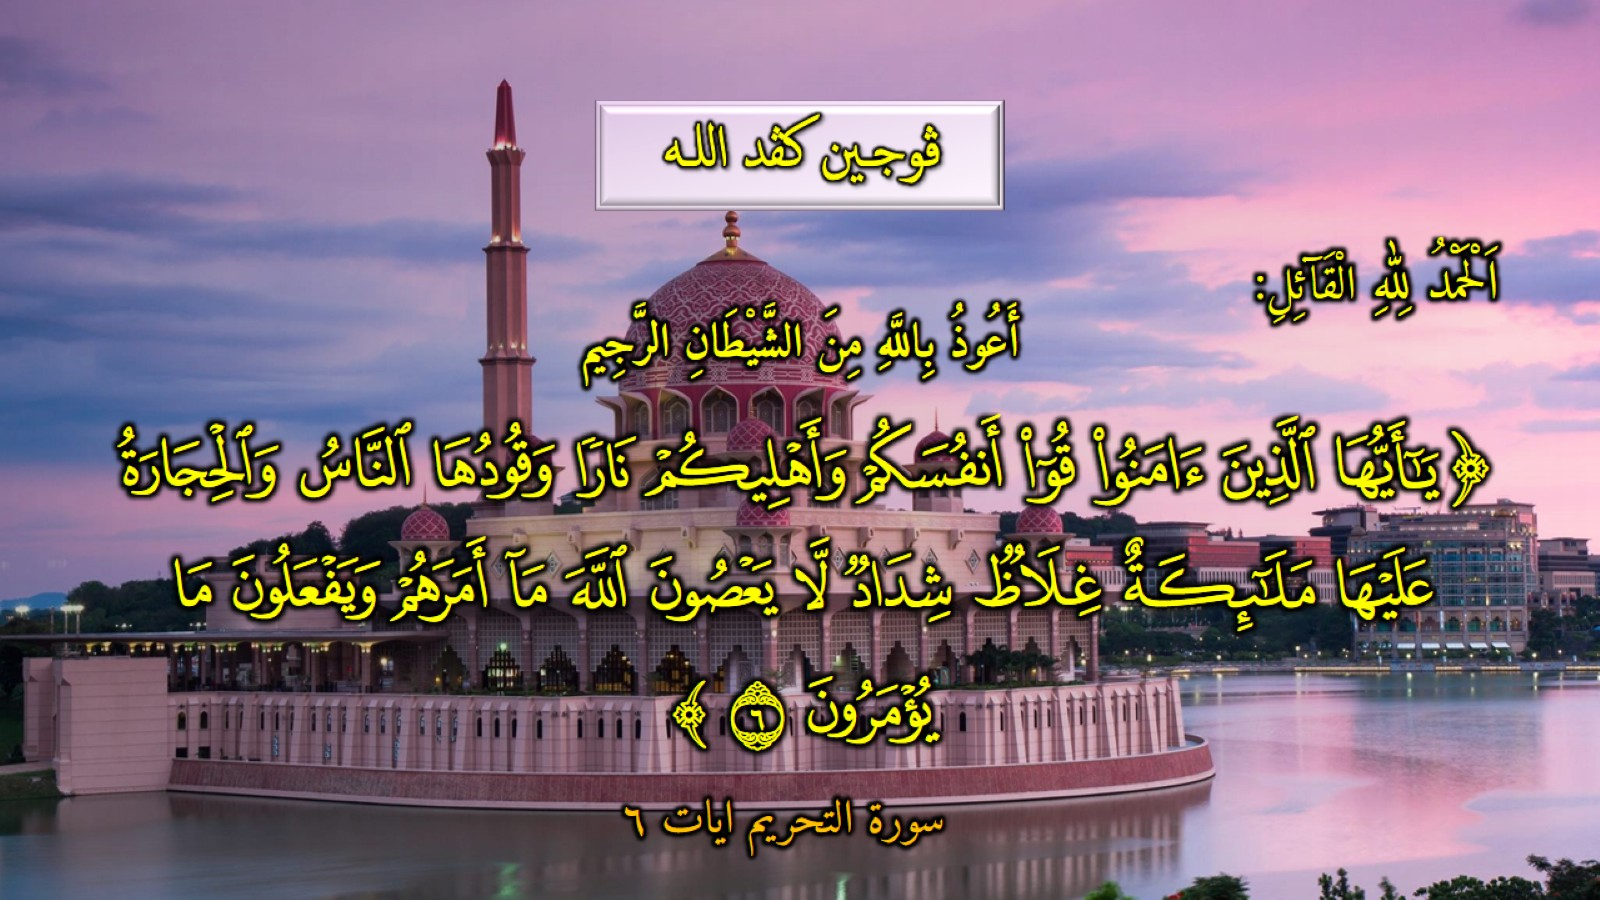 ڤوجين كڤد الله
اَلْحَمْدُ لِلّٰهِ الْقَآئِلِ:
أَعُوذُ بِاللَّهِ مِنَ الشَّيْطَانِ الرَّجِيم
﴿ يَـٰٓأَيُّهَا ٱلَّذِينَ ءَامَنُوا۟ قُوٓا۟ أَنفُسَكُمْ وَأَهْلِيكُمْ نَارًا وَقُودُهَا ٱلنَّاسُ وَٱلْحِجَارَةُ
عَلَيْهَا مَلَـٰٓئِكَةٌ غِلَاظٌ شِدَادٌ لَّا يَعْصُونَ ٱللَّهَ مَآ أَمَرَهُمْ وَيَفْعَلُونَ مَا
يُؤْمَرُونَ ٦ ﴾
سورة التحريم ايات ٦